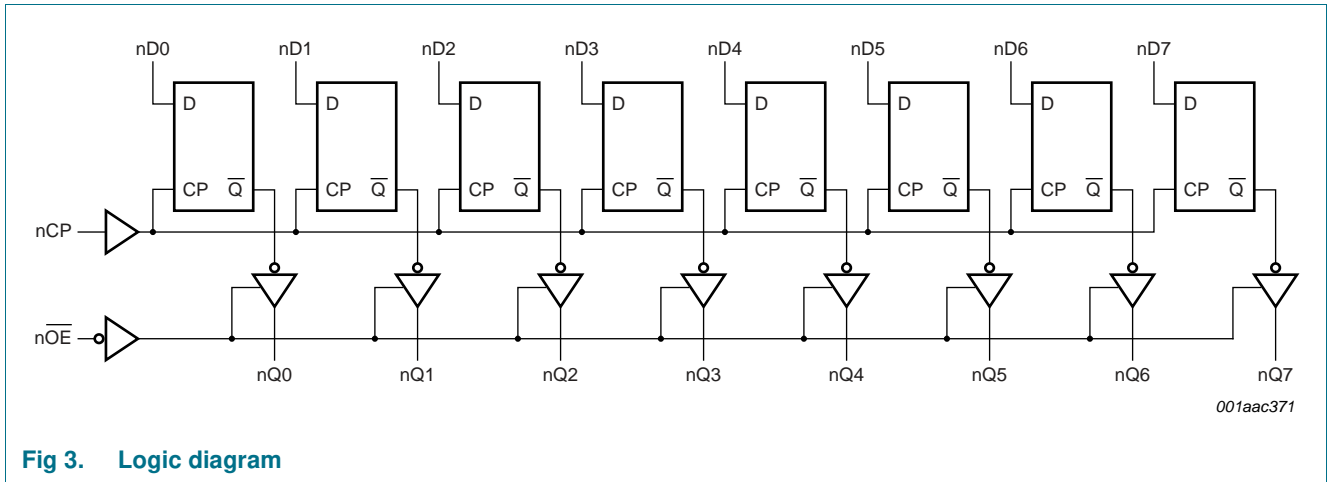 nD0 nD1 nD2 nD3 nD4 nD5 nD6 nD7
D D D D D D D D
CP Q̅ CP Q̅ CP Q̅ CP Q̅ CP Q̅ CP Q̅ CP Q̅ CP Q̅
nCP
nO̅E̅
nQ0 nQ1 nQ2 nQ3 nQ4 nQ5 nQ6 nQ7
001aac371
Fig 3. Logic diagram